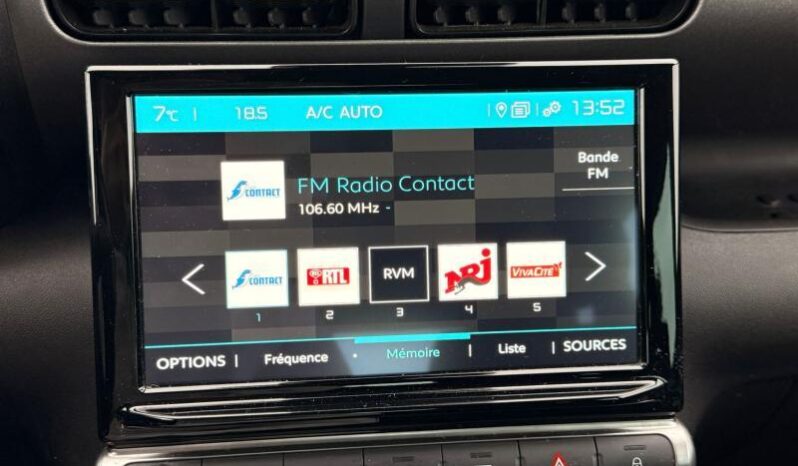 7°C | 18.5 A/C AUTO | | 13:52
FM Radio Contact
106.60 MHz -
Bande
FM
CONTACT
CONTACT
BEL RTL
RVM
NRJ
VIVACITÉ
1 2 3 4 5
OPTIONS | Fréquence Mémoire | Liste | SOURCES